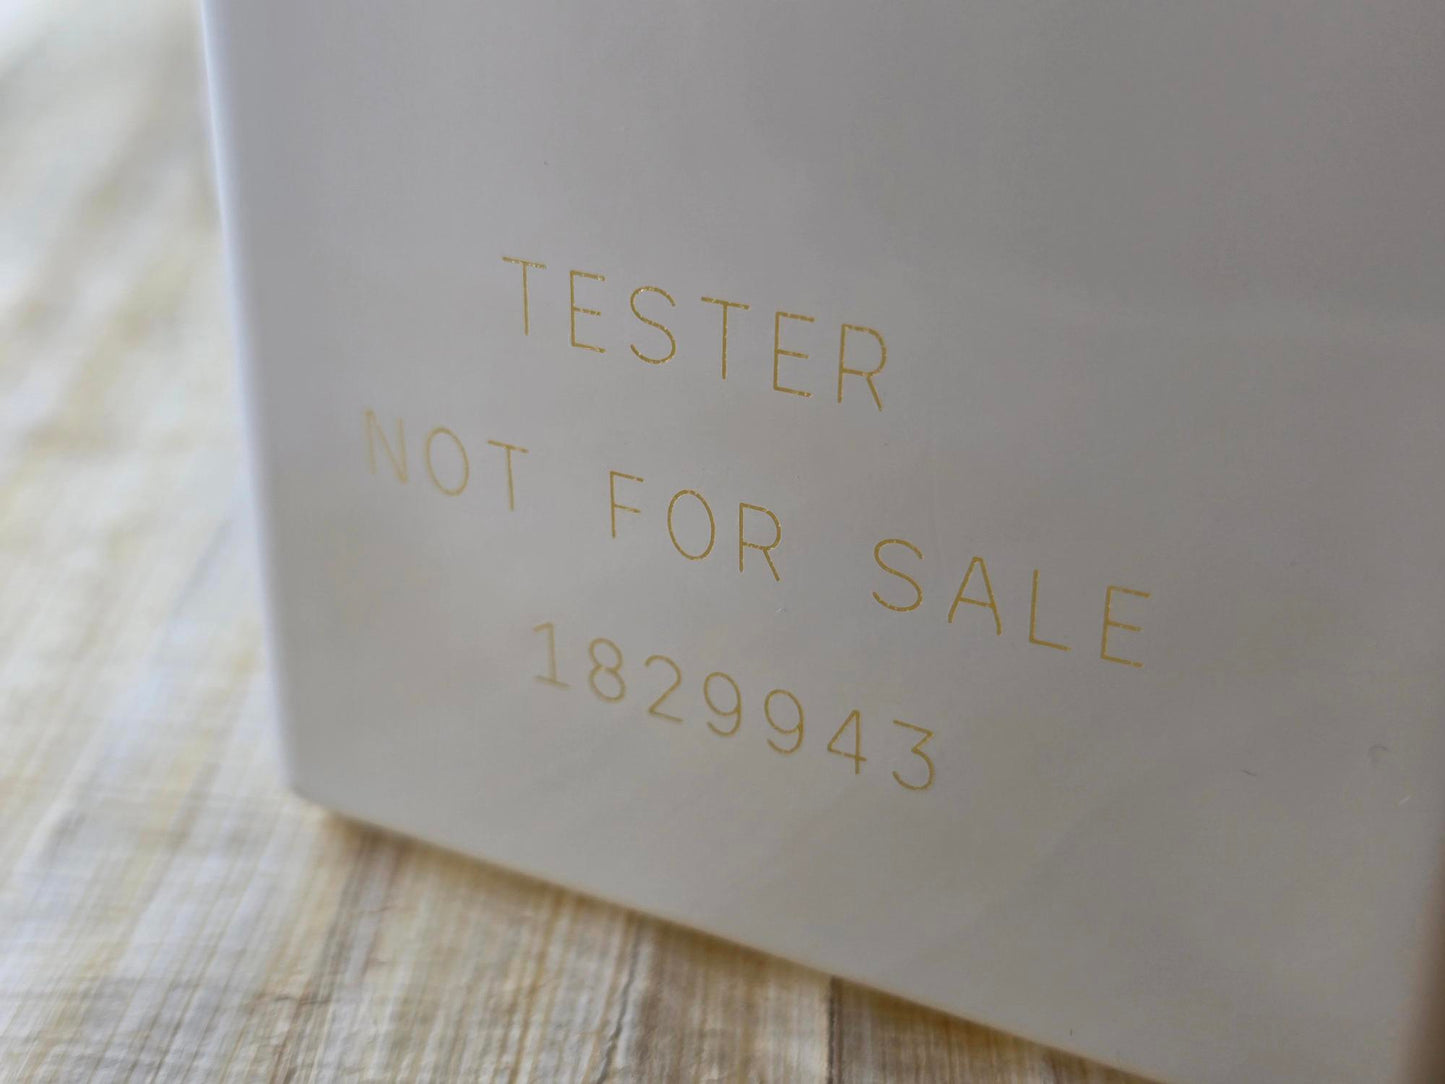 TESTER
NOT FOR SALE
1829943